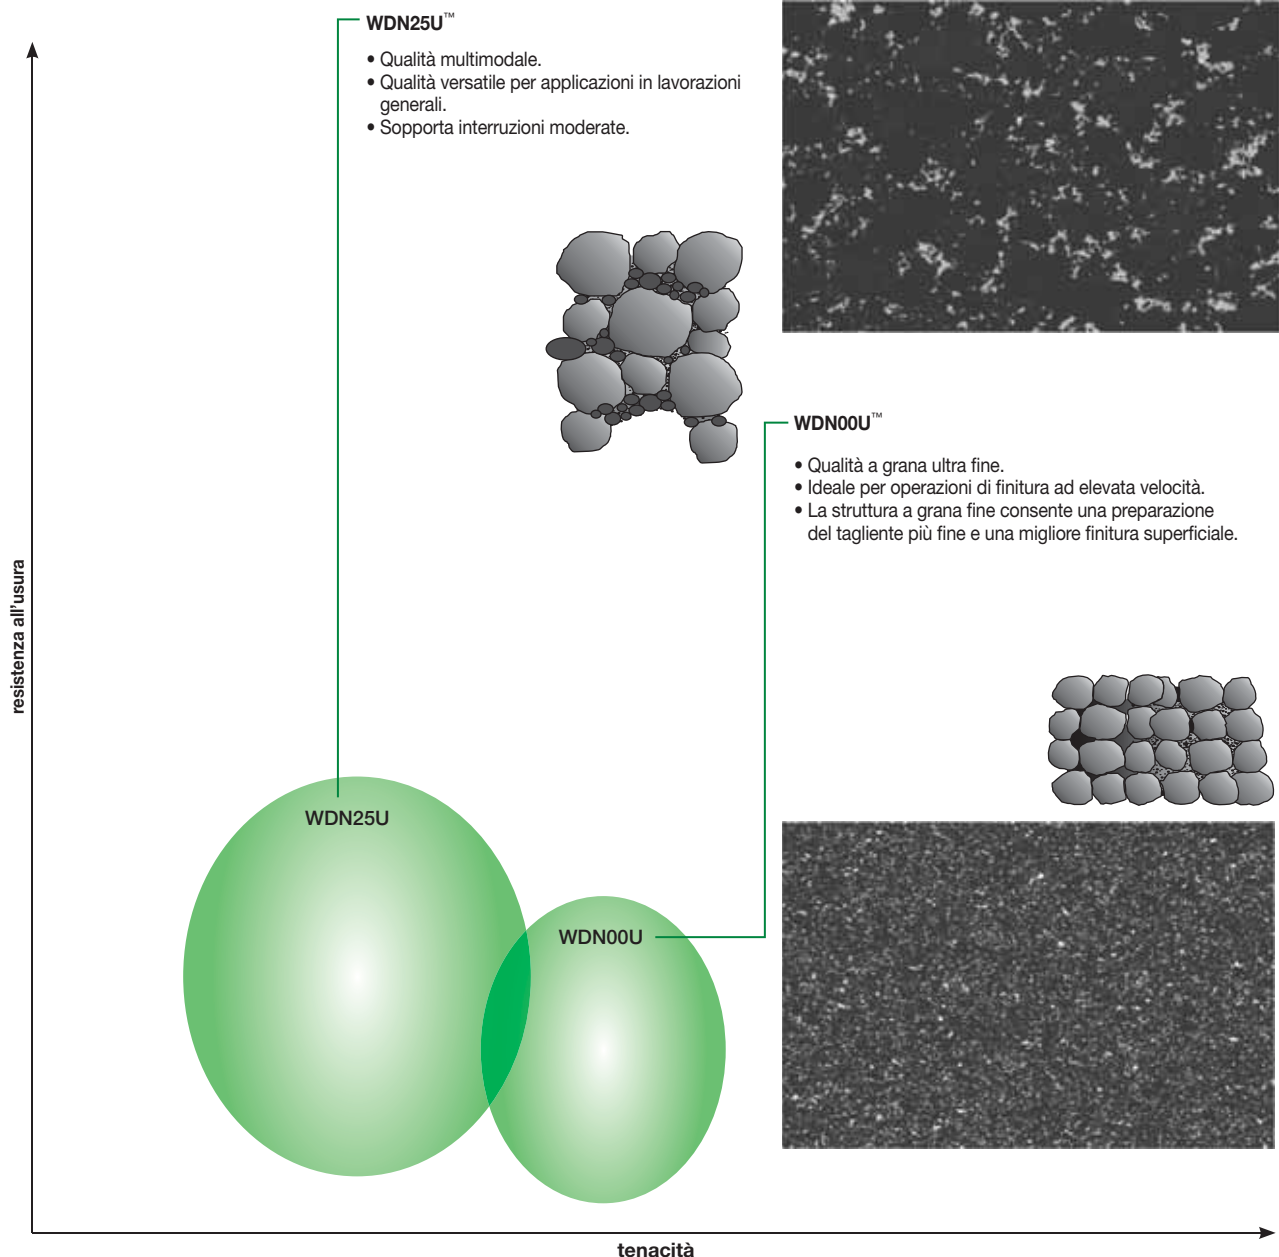 WDN25U™
• Qualità multimodale.
• Qualità versatile per applicazioni in lavorazioni
generali.
• Sopporta interruzioni moderate.
WDN00U™
• Qualità a grana ultra fine.
• Ideale per operazioni di finitura ad elevata velocità.
• La struttura a grana fine consente una preparazione
del tagliente più fine e una migliore finitura superficiale.
resistenza all'usura
WDN25U
WDN00U
tenacità